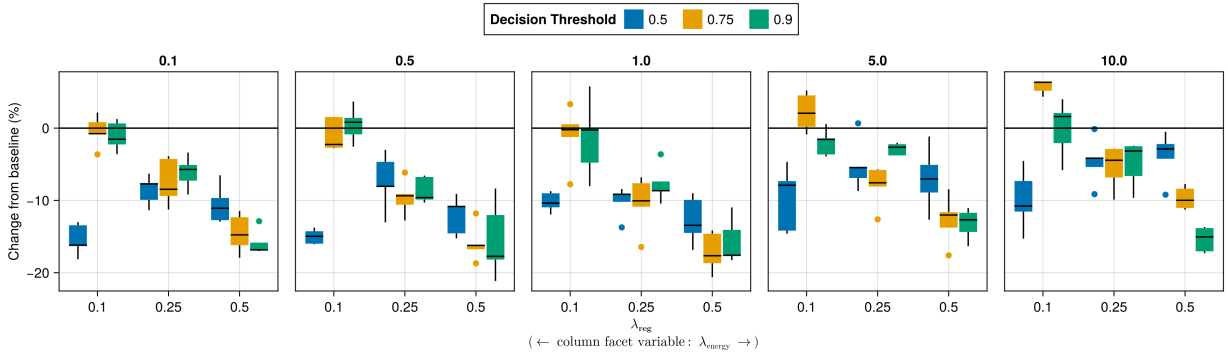 Decision Threshold 0.5 0.75 0.9
0.1 0.5 1.0 5.0 10.0
Change from baseline (%)
0
−10
−20
0.1 0.25 0.5 0.1 0.25 0.5 0.1 0.25 0.5 0.1 0.25 0.5 0.1 0.25 0.5
λreg
(← column facet variable: λenergy →)